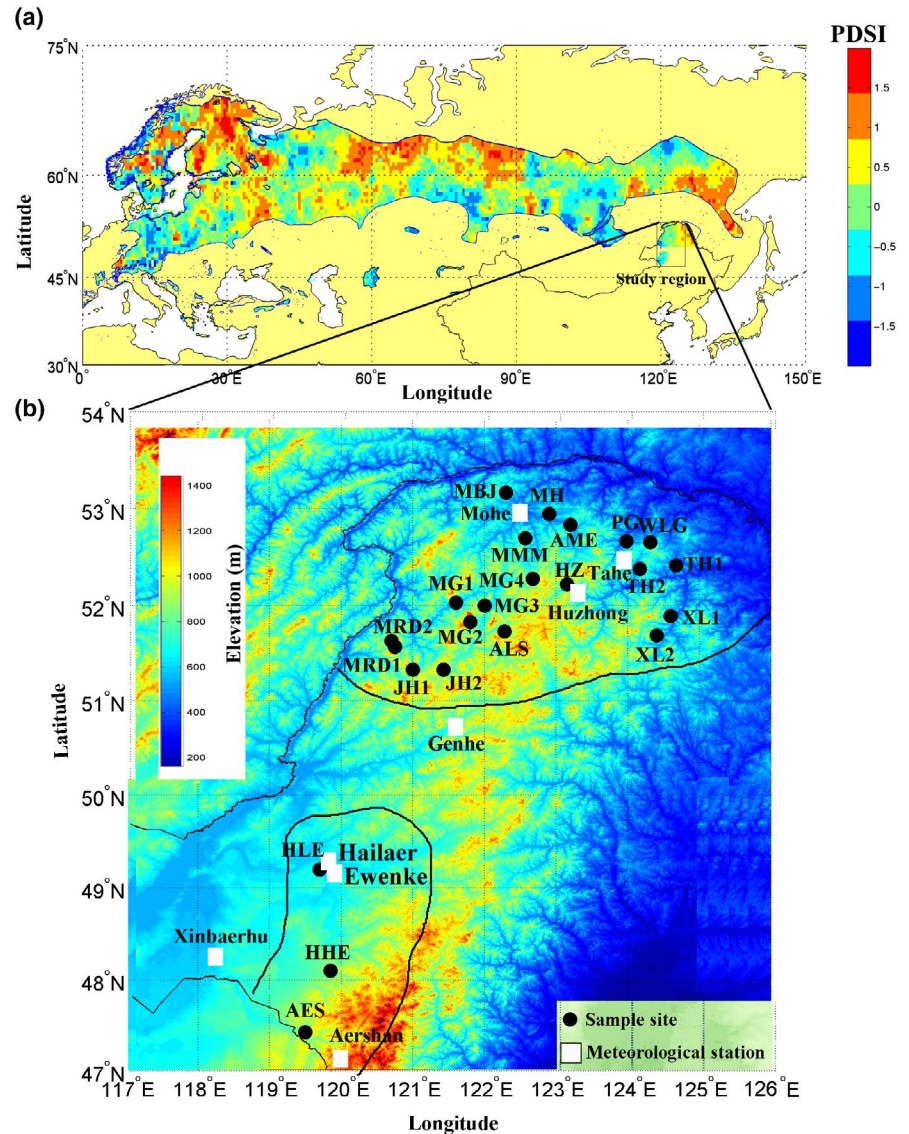 (a)
PDSI
75°N
60°N
45°N
30°N
Latitude
1.5
1
0.5
0
-0.5
-1
-1.5
Study region
0°
30°E
60°E
90°E
120°E
150°E
Longitude
(b)
54°N
53°N
52°N
51°N
50°N
49°N
48°N
47°N
Latitude
Elevation (m)
1400
1200
1000
800
600
400
200
MBJ
MH
Mohe
AME
PG
WLG
MMM
MG4
HZ
Tahe
TH1
TH2
MG1
MG3
Huzhong
XL1
MRD2
MG2
ALS
XL2
MRD1
JH1
JH2
Genhe
HLE
Hailaer
Ewenke
Xinbaerhu
HHE
AES
Aershan
Sample site
Meteorological station
117°E
118°E
119°E
120°E
121°E
122°E
123°E
124°E
125°E
126°E
Longitude